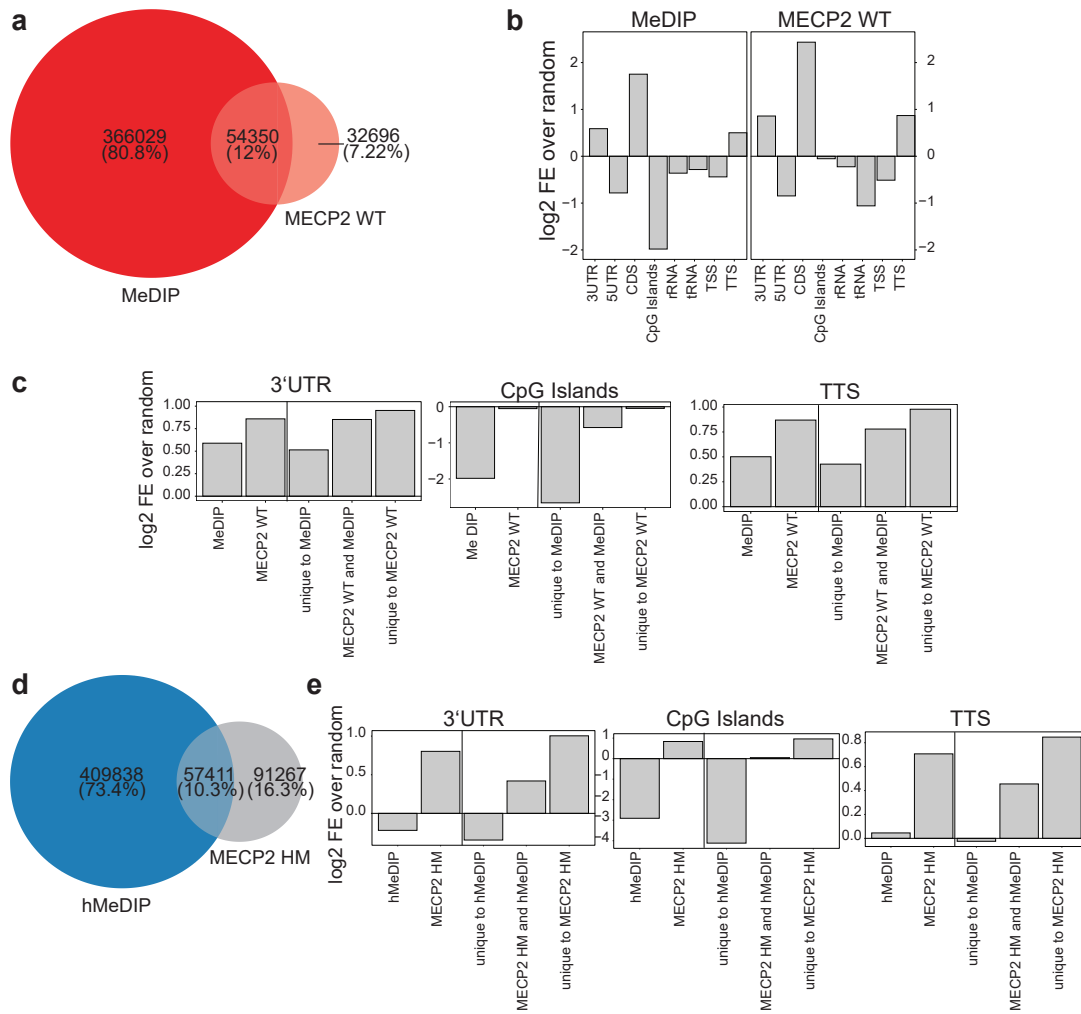 a
366029
(80.8%)
54350
(12%)
32696
(7.22%)
MECP2 WT
MeDIP
b
MeDIP
MECP2 WT
log2 FE over random
2
1
0
−1
−2
2
1
0
−1
−2
3UTR
5UTR
CDS
CpG Islands
rRNA
tRNA
TSS
TTS
3UTR
5UTR
CDS
CpG Islands
rRNA
tRNA
TSS
TTS
c
log2 FE over random
3‘UTR
1.00
0.75
0.50
0.25
0.00
MeDIP
MECP2 WT
unique to MeDIP
MECP2 WT and MeDIP
unique to MECP2 WT
CpG Islands
0
−1
−2
Me DIP
MECP2 WT
unique to MeDIP
MECP2 WT and MeDIP
unique to MECP2 WT
TTS
1.00
0.75
0.50
0.25
0.00
MeDIP
MECP2 WT
unique to MeDIP
MECP2 WT and MeDIP
unique to MECP2 WT
d
409838
(73.4%)
57411
(10.3%)
91267
(16.3%)
MECP2 HM
hMeDIP
e
log2 FE over random
3‘UTR
1.0
0.5
0.0
hMeDIP
MECP2 HM
unique to hMeDIP
MECP2 HM and hMeDIP
unique to MECP2 HM
CpG Islands
1
0
−1
−2
−3
−4
hMeDIP
MECP2 HM
unique to hMeDIP
MECP2 HM and hMeDIP
unique to MECP2 HM
TTS
0.8
0.6
0.4
0.2
0.0
hMeDIP
MECP2 HM
unique to hMeDIP
MECP2 HM and hMeDIP
unique to MECP2 HM